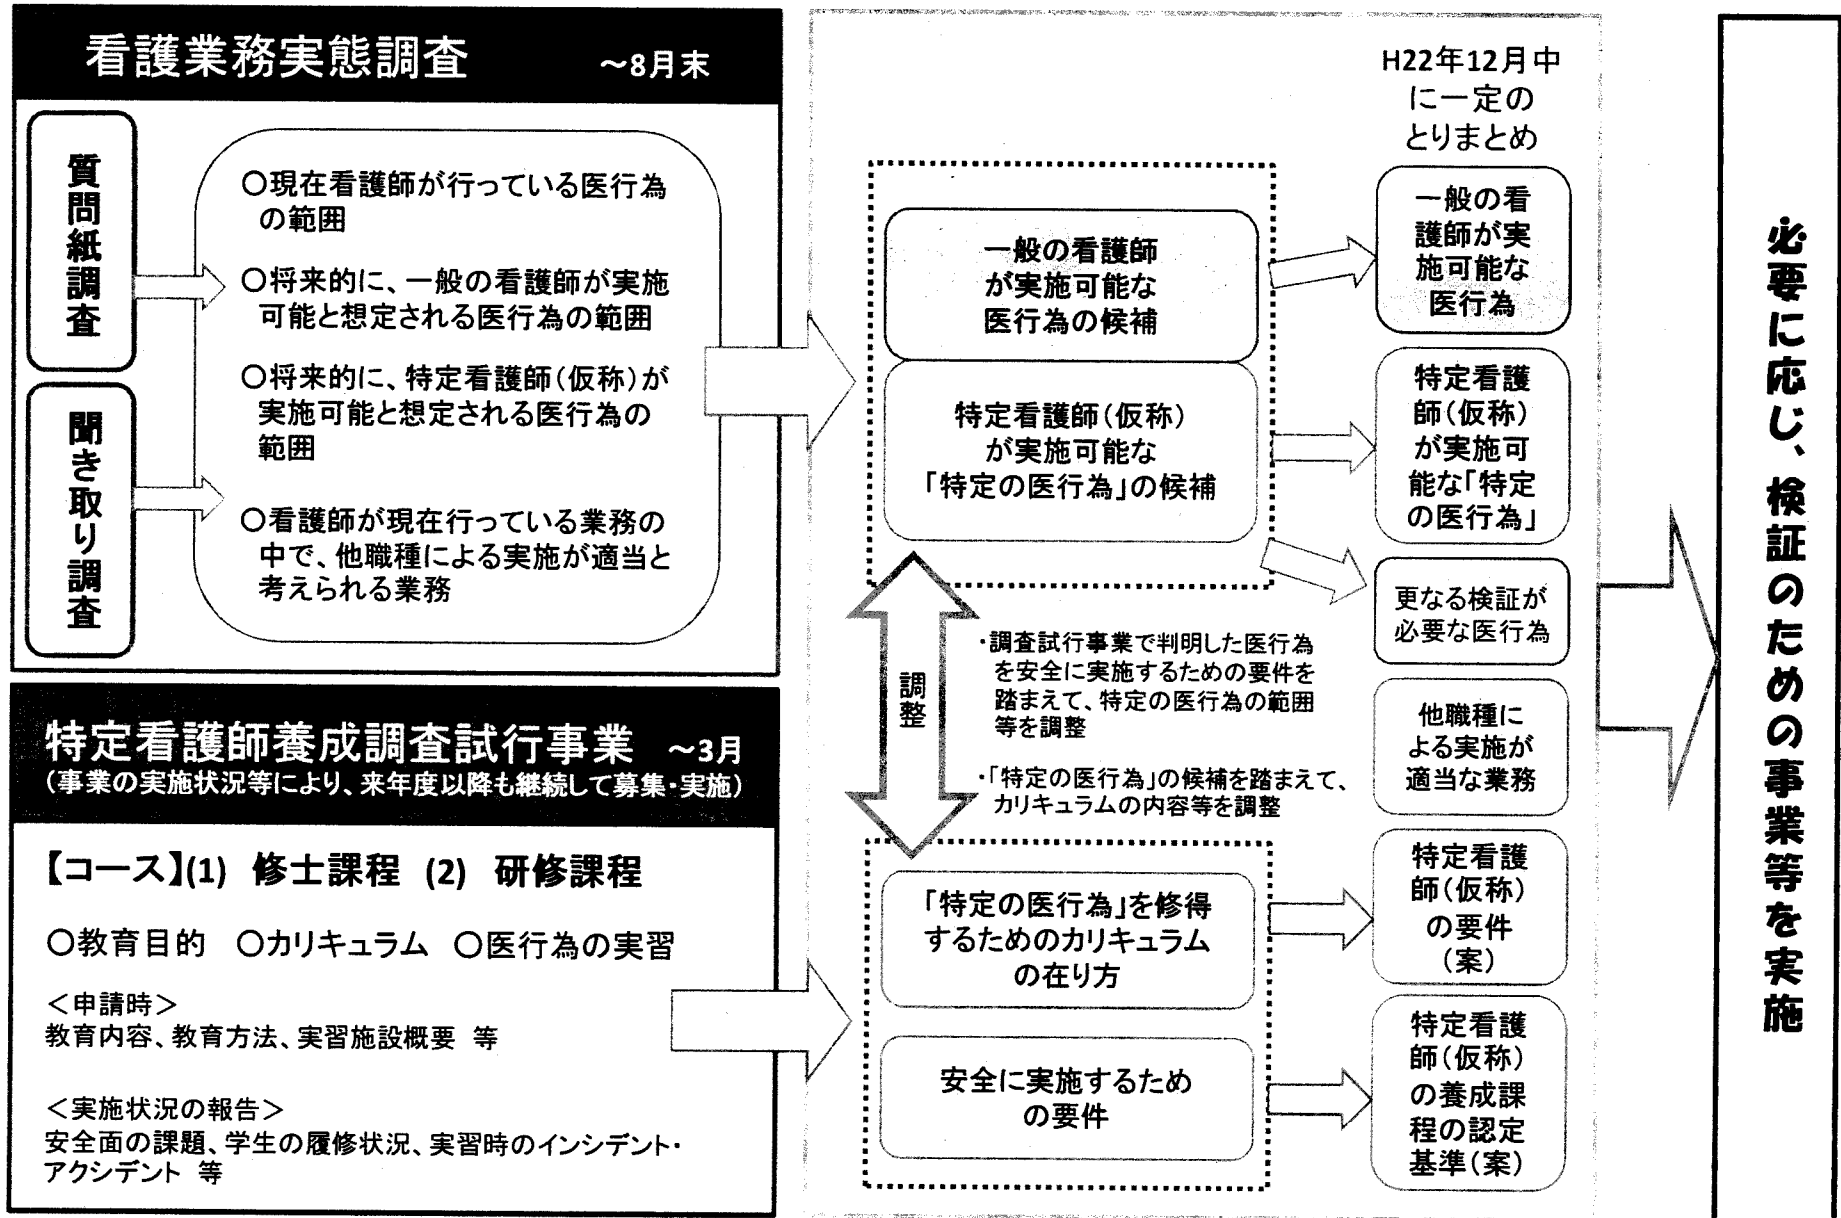 看護業務実態調査 ～8月末
質問紙調査
聞き取り調査
○現在看護師が行っている医行為
の範囲
○将来的に、一般の看護師が実施
可能と想定される医行為の範囲
○将来的に、特定看護師(仮称)が
実施可能と想定される医行為の
範囲
○看護師が現在行っている業務の
中で、他職種による実施が適当と
考えられる業務
特定看護師養成調査試行事業 ～3月
(事業の実施状況等により、来年度以降も継続して募集・実施)
【コース】(1) 修士課程 (2) 研修課程
○教育目的 ○カリキュラム ○医行為の実習
＜申請時＞
教育内容、教育方法、実習施設概要 等
＜実施状況の報告＞
安全面の課題、学生の履修状況、実習時のインシデント・
アクシデント 等
一般の看護師
が実施可能な
医行為の候補
特定看護師(仮称)
が実施可能な
「特定の医行為」の候補
調整
・調査試行事業で判明した医行為
を安全に実施するための要件を
踏まえて、特定の医行為の範囲
等を調整
・「特定の医行為」の候補を踏まえて、
カリキュラムの内容等を調整
「特定の医行為」を修得
するためのカリキュラム
の在り方
安全に実施するため
の要件
H22年12月中
に一定の
とりまとめ
一般の看
護師が実
施可能な
医行為
特定看護
師(仮称)
が実施可
能な「特定
の医行為」
更なる検証が
必要な医行為
他職種に
よる実施が
適当な業務
特定看護
師(仮称)
の要件
(案)
特定看護
師(仮称)
の養成課
程の認定
基準(案)
必要に応じ、検証のための事業等を実施